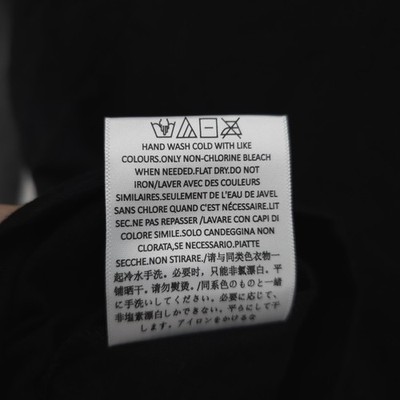 HAND WASH COLD WITH LIKE
COLOURS.ONLY NON-CHLORINE BLEACH
WHEN NEEDED.FLAT DRY.DO NOT
IRON/LAVER AVEC DES COULEURS
SIMILAIRES.SEULEMENT DE L'EAU DE JAVEL
SANS CHLORE QUAND C'EST NÉCESSAIRE.LIT
SEC.NE PAS REPASSER /LAVARE CON CAPI DI
COLORE SIMILE.SOLO CANDEGGINA NON
CLORATA,SE NECESSARIO.PIATTE
SECCHE.NON STIRARE./请与同类色衣物一
起冷水手洗。必要时，只能非氯漂白。平
铺晒干。请勿熨烫。/同系色のものと一緒
に手洗いしてください。必要に応じて、
非塩素漂白しかできない。平らにして干
します。アイロンをかける